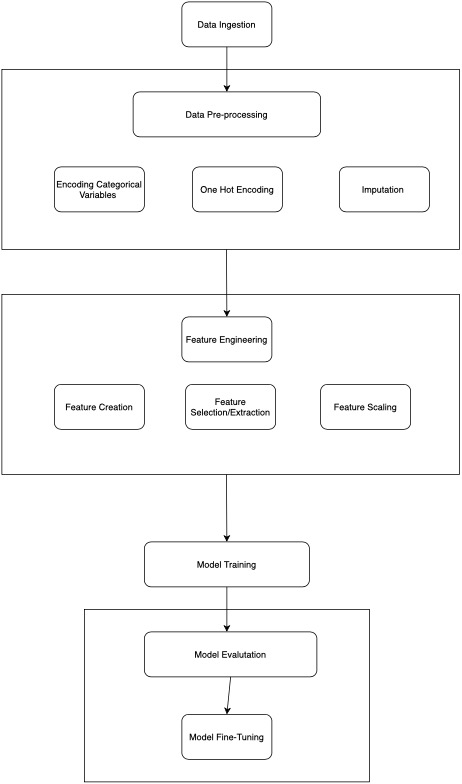 Data Ingestion
Data Pre-processing
Encoding Categorical
Variables
One Hot Encoding
Imputation
Feature Engineering
Feature Creation
Feature
Selection/Extraction
Feature Scaling
Model Training
Model Evalutation
Model Fine-Tuning